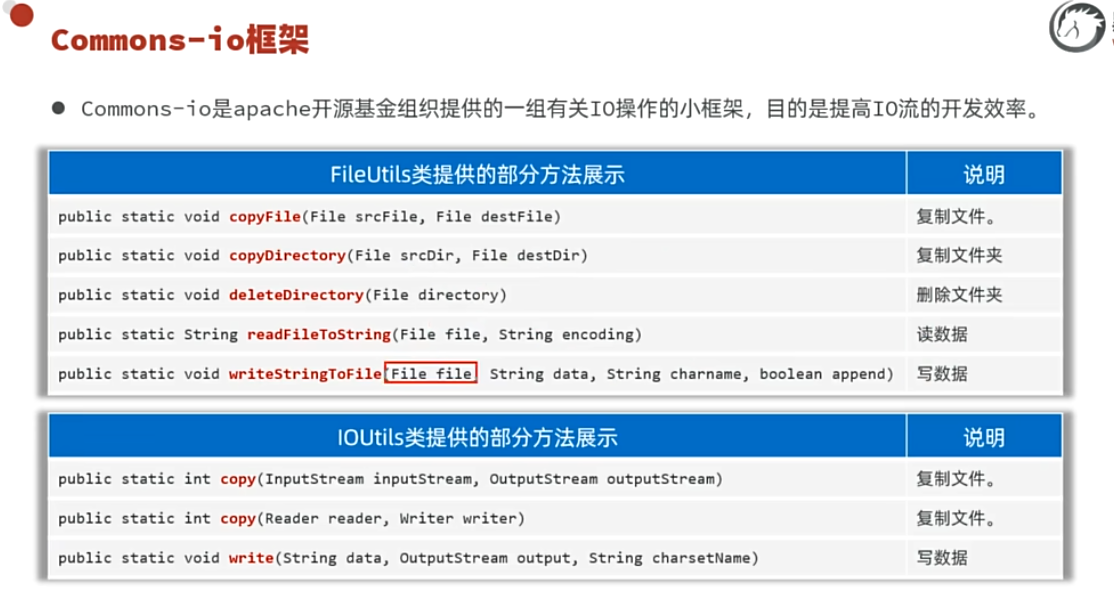 Commons-io框架
● Commons-io是apache开源基金组织提供的一组有关IO操作的小框架，目的是提高IO流的开发效率。
FileUtils类提供的部分方法展示 说明
public static void copyFile(File srcFile, File destFile) 复制文件。
public static void copyDirectory(File srcDir, File destDir) 复制文件夹
public static void deleteDirectory(File directory) 删除文件夹
public static String readFileToString(File file, String encoding) 读数据
public static void writeStringToFile(File file, String data, String charname, boolean append) 写数据
IOUtils类提供的部分方法展示 说明
public static int copy(InputStream inputStream, OutputStream outputStream) 复制文件。
public static int copy(Reader reader, Writer writer) 复制文件。
public static void write(String data, OutputStream output, String charsetName) 写数据